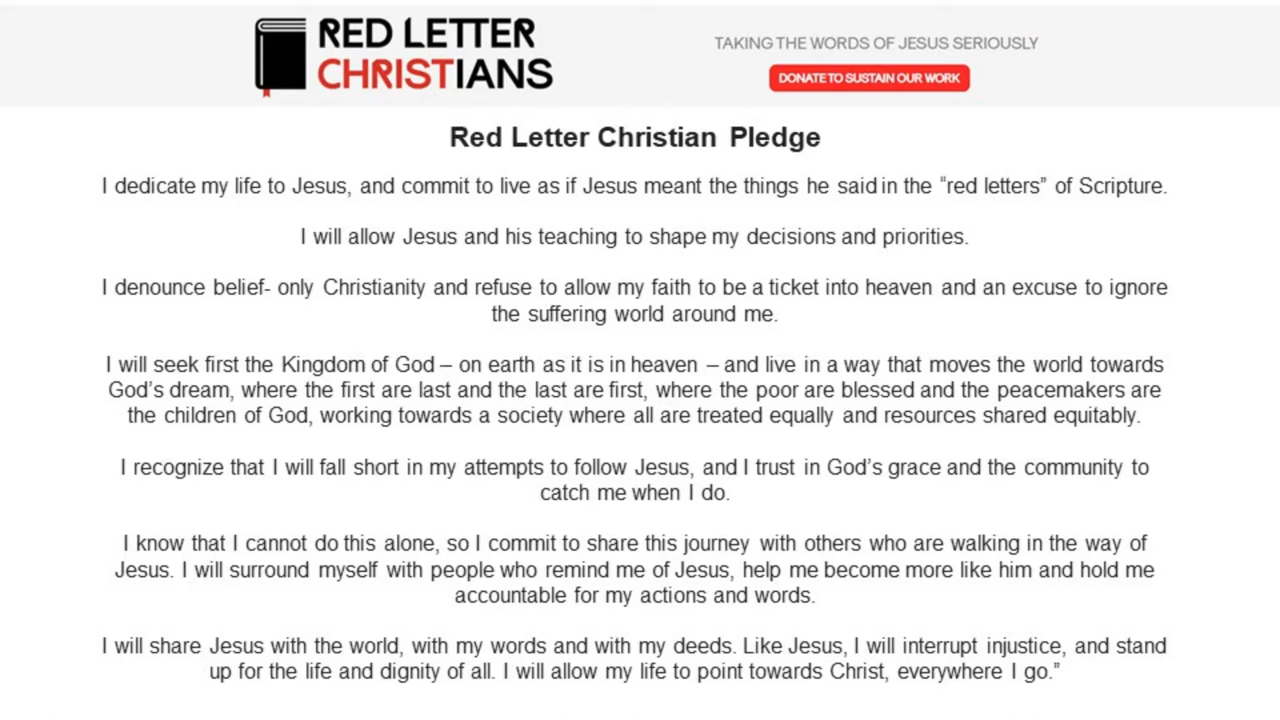 RED LETTER
CHRISTIANS
TAKING THE WORDS OF JESUS SERIOUSLY
DONATE TO SUSTAIN OUR WORK
Red Letter Christian Pledge
I dedicate my life to Jesus, and commit to live as if Jesus meant the things he said in the “red letters” of Scripture.
I will allow Jesus and his teaching to shape my decisions and priorities.
I denounce belief- only Christianity and refuse to allow my faith to be a ticket into heaven and an excuse to ignore
the suffering world around me.
I will seek first the Kingdom of God – on earth as it is in heaven – and live in a way that moves the world towards
God’s dream, where the first are last and the last are first, where the poor are blessed and the peacemakers are
the children of God, working towards a society where all are treated equally and resources shared equitably.
I recognize that I will fall short in my attempts to follow Jesus, and I trust in God’s grace and the community to
catch me when I do.
I know that I cannot do this alone, so I commit to share this journey with others who are walking in the way of
Jesus. I will surround myself with people who remind me of Jesus, help me become more like him and hold me
accountable for my actions and words.
I will share Jesus with the world, with my words and with my deeds. Like Jesus, I will interrupt injustice, and stand
up for the life and dignity of all. I will allow my life to point towards Christ, everywhere I go.”